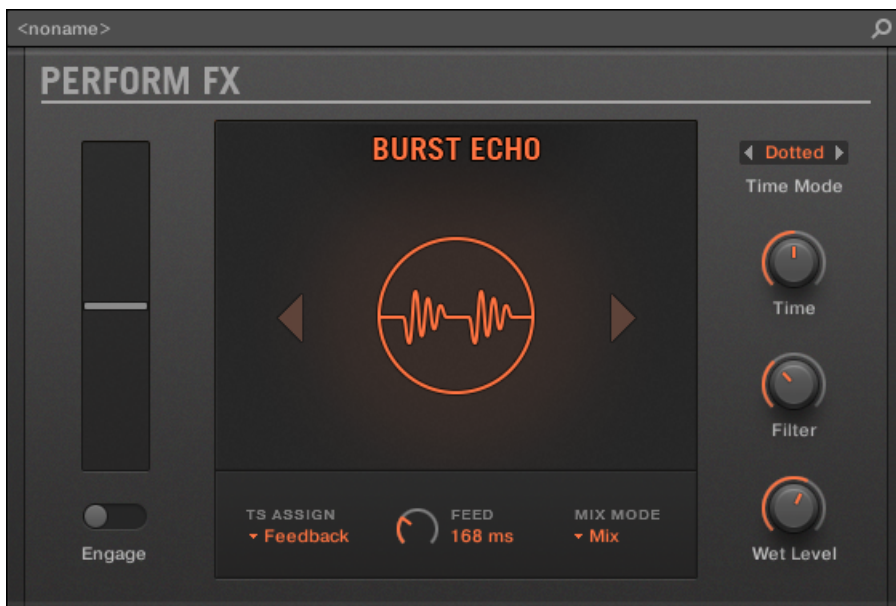 <noname>
PERFORM FX
BURST ECHO
Dotted
Time Mode
Time
Filter
Wet Level
TS ASSIGN
Feedback
FEED
168 ms
MIX MODE
Mix
Engage